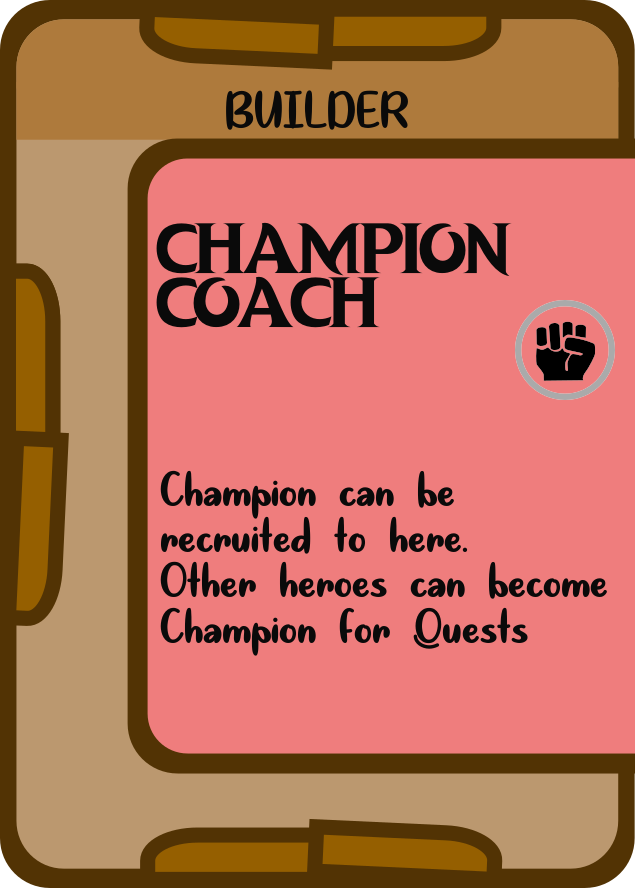 BUILDER
CHAMPION
COACH
Champion can be
recruited to here.
Other heroes can become
Champion for Quests